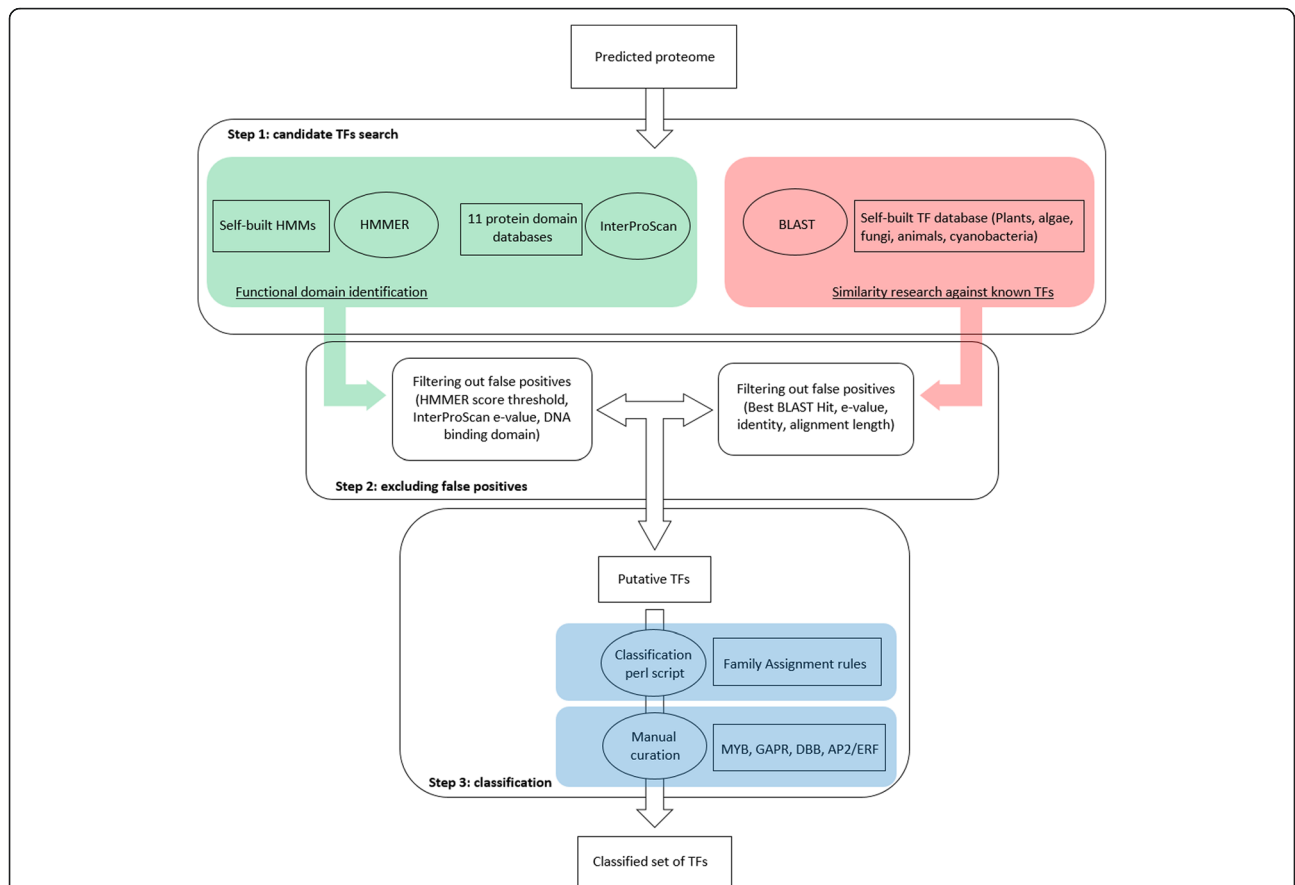 Predicted proteome
Step 1: candidate TFs search
Self-built HMMs
HMMER
11 protein domain
databases
InterProScan
Functional domain identification
BLAST
Self-built TF database (Plants, algae,
fungi, animals, cyanobacteria)
Similarity research against known TFs
Filtering out false positives
(HMMER score threshold,
InterProScan e-value, DNA
binding domain)
Filtering out false positives
(Best BLAST Hit, e-value,
identity, alignment length)
Step 2: excluding false positives
Putative TFs
Classification
perl script
Family Assignment rules
Manual
curation
MYB, GAPR, DBB, AP2/ERF
Step 3: classification
Classified set of TFs